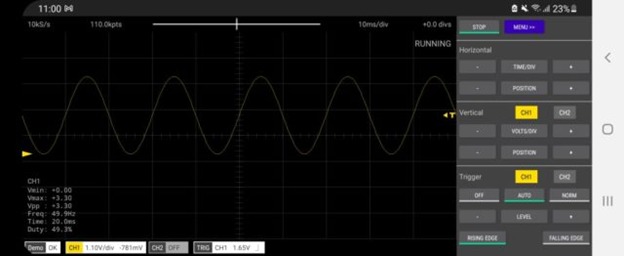 11:00
23%
10kS/s 110.0kpts 10ms/div +0.0 divs
RUNNING
STOP MENU >>
Horizontal
- TIME/DIV +
- POSITION +
Vertical CH1 CH2
- VOLTS/DIV +
- POSITION +
Trigger CH1 CH2
OFF AUTO NORM
- LEVEL +
RISING EDGE FALLING EDGE
T
CH1
Vmin: +0.00
Vmax: +3.30
Vpp : +3.30
Freq: 49.9Hz
Time: 20.0ms
Duty: 49.3%
Demo OK CH1 1.10V/div -781mV CH2 OFF TRIG CH1 1.65V